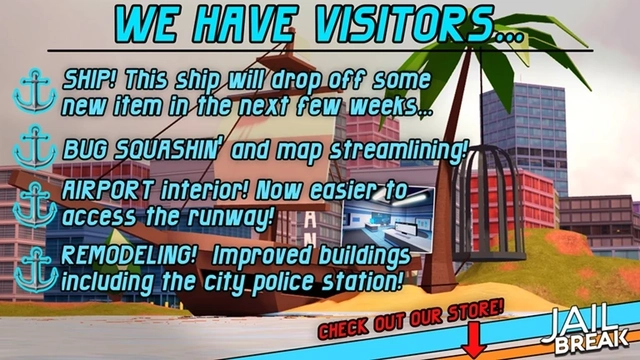 WE HAVE VISITORS...
SHIP! This ship will drop off some
new item in the next few weeks...
BUG SQUASHIN' and map streamlining!
AIRPORT interior! Now easier to
access the runway!
REMODELING! Improved buildings
including the city police station!
CHECK OUT OUR STORE!
JAIL
BREAK